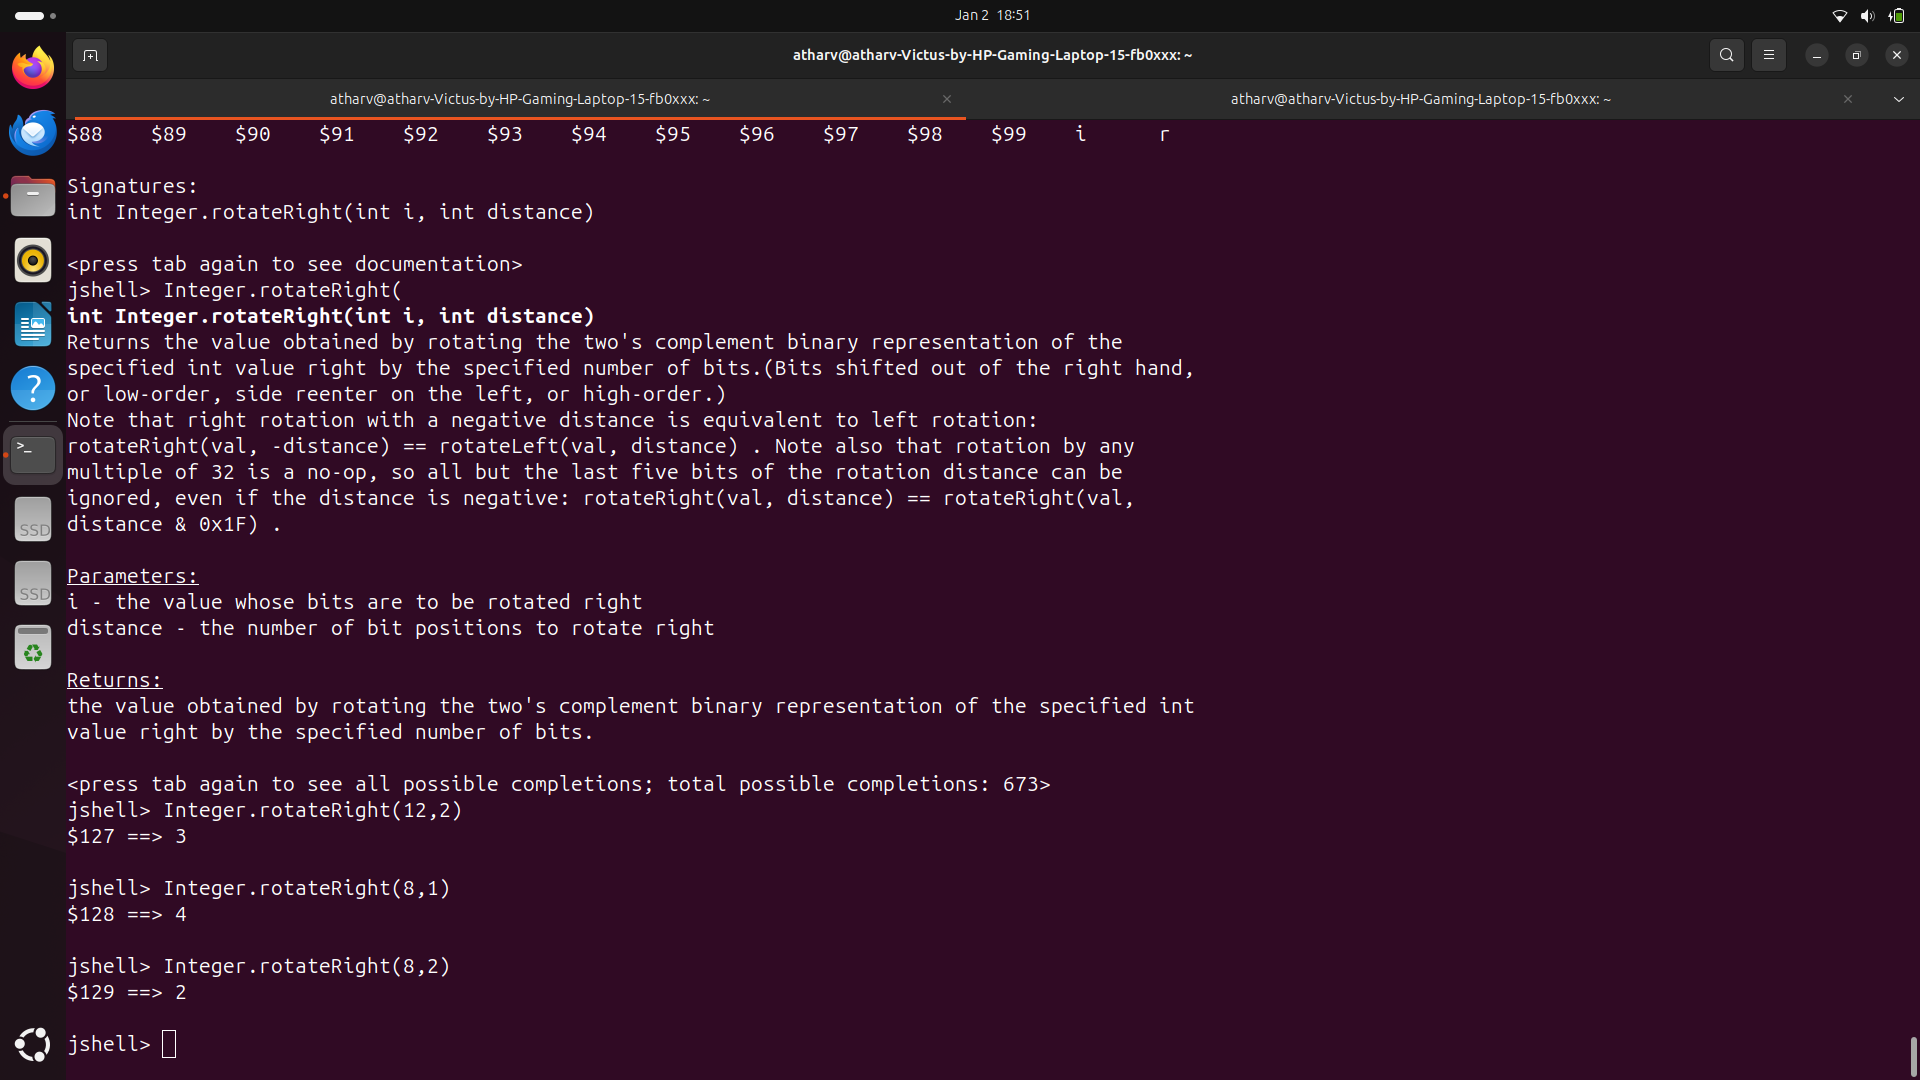 Jan 2 18:51
atharv@atharv-Victus-by-HP-Gaming-Laptop-15-fb0xxx: ~
atharv@atharv-Victus-by-HP-Gaming-Laptop-15-fb0xxx: ~
atharv@atharv-Victus-by-HP-Gaming-Laptop-15-fb0xxx: ~
$88 $89 $90 $91 $92 $93 $94 $95 $96 $97 $98 $99 i r
Signatures:
int Integer.rotateRight(int i, int distance)
<press tab again to see documentation>
jshell> Integer.rotateRight(
int Integer.rotateRight(int i, int distance)
Returns the value obtained by rotating the two's complement binary representation of the
specified int value right by the specified number of bits.(Bits shifted out of the right hand,
or low-order, side reenter on the left, or high-order.)
Note that right rotation with a negative distance is equivalent to left rotation:
rotateRight(val, -distance) == rotateLeft(val, distance) . Note also that rotation by any
multiple of 32 is a no-op, so all but the last five bits of the rotation distance can be
ignored, even if the distance is negative: rotateRight(val, distance) == rotateRight(val,
distance & 0x1F) .
Parameters:
i - the value whose bits are to be rotated right
distance - the number of bit positions to rotate right
Returns:
the value obtained by rotating the two's complement binary representation of the specified int
value right by the specified number of bits.
<press tab again to see all possible completions; total possible completions: 673>
jshell> Integer.rotateRight(12,2)
$127 ==> 3
jshell> Integer.rotateRight(8,1)
$128 ==> 4
jshell> Integer.rotateRight(8,2)
$129 ==> 2
jshell>
?
>_
SSD
SSD